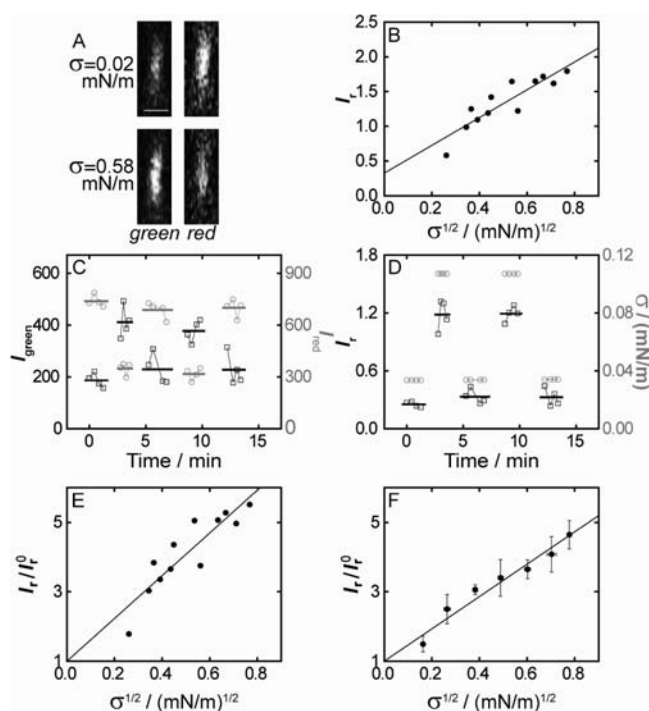 A
σ=0.02
mN/m
σ=0.58
mN/m
green red
B
I_r
2.5
2.0
1.5
1.0
0.5
0.0
0.0 0.2 0.4 0.6 0.8
σ^1/2 / (mN/m)^1/2
C
I_green
600
400
200
0
900
600
300
0
I_red
0 5 10 15
Time / min
D
I_r
1.8
1.2
0.6
0.0
0.12
0.08
0.04
0.00
σ / (mN/m)
0 5 10 15
Time / min
E
I_r/I_r^0
5
3
1
0.0 0.2 0.4 0.6 0.8
σ^1/2 / (mN/m)^1/2
F
I_r/I_r^0
5
3
1
0.0 0.2 0.4 0.6 0.8
σ^1/2 / (mN/m)^1/2